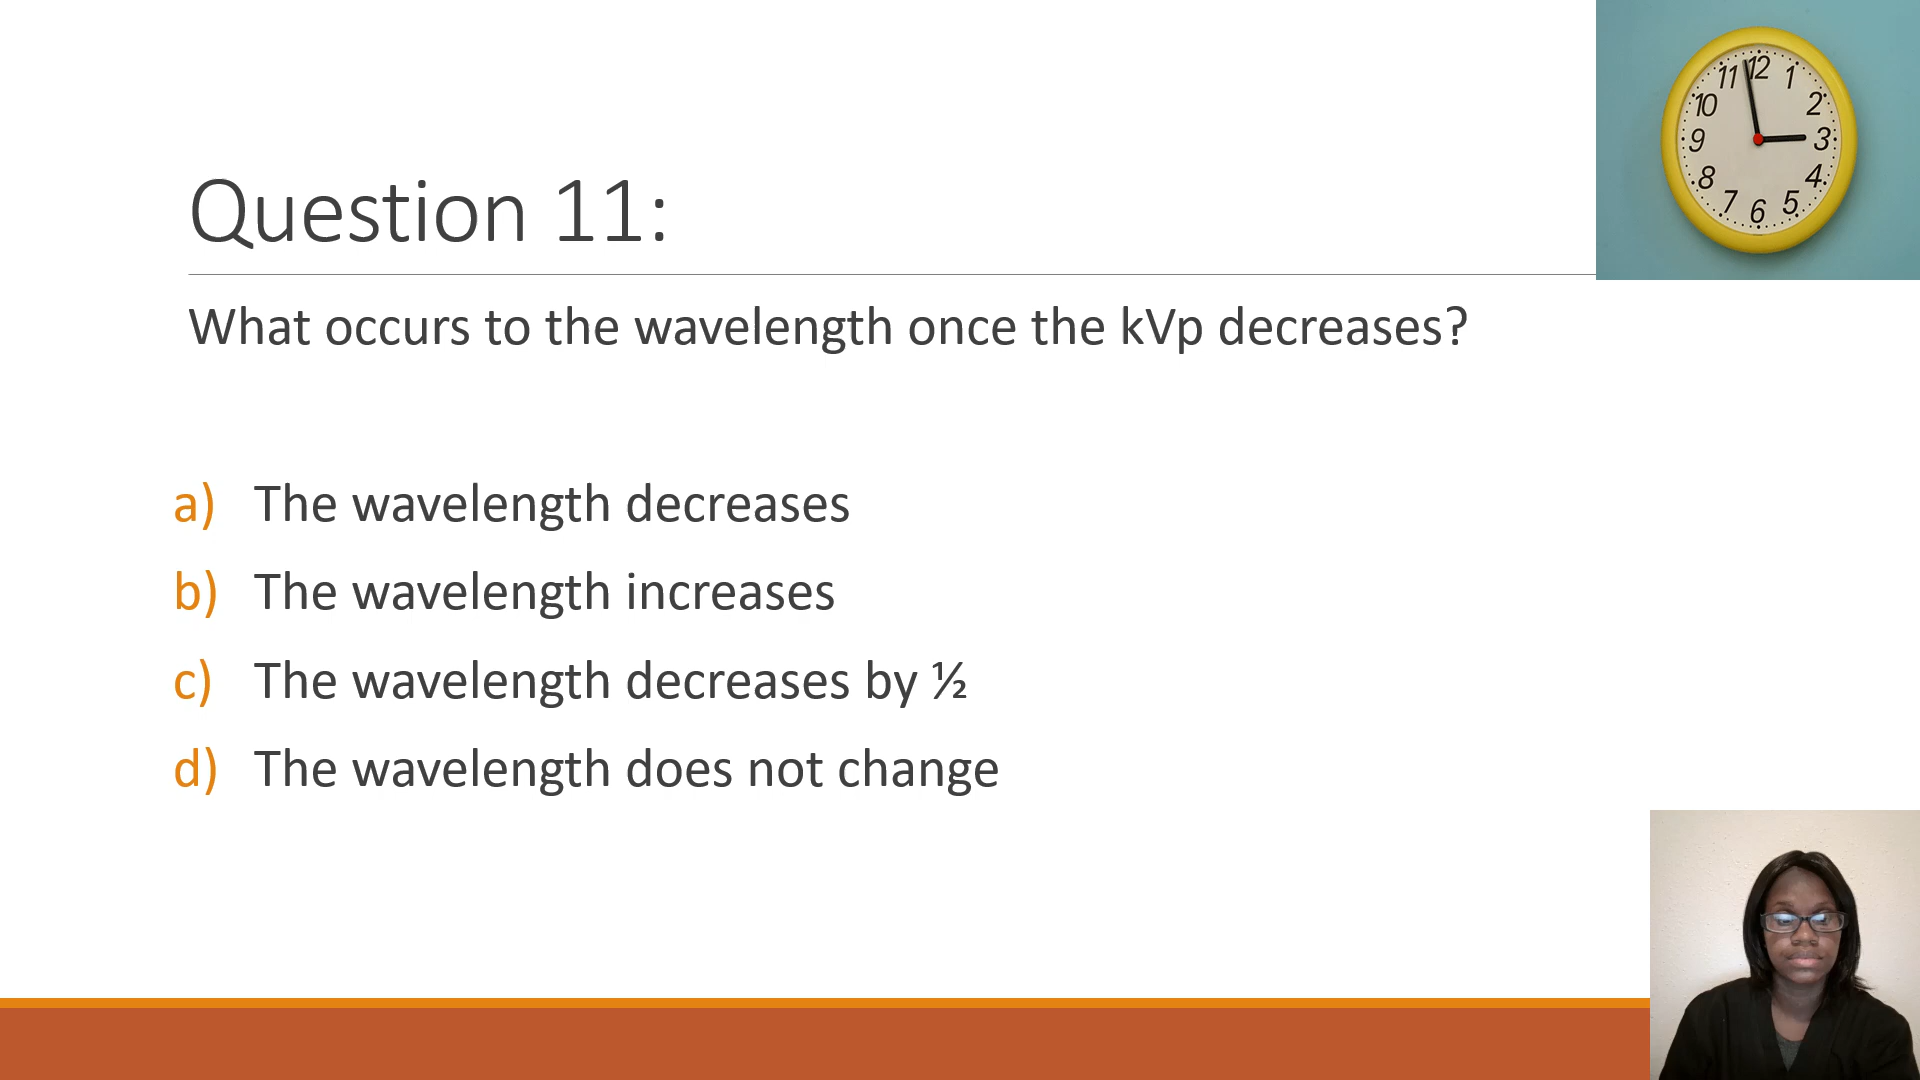 Question 11:
What occurs to the wavelength once the kVp decreases?
a) The wavelength decreases
b) The wavelength increases
c) The wavelength decreases by ½
d) The wavelength does not change
12
1
2
3
4
5
6
7
8
9
10
11